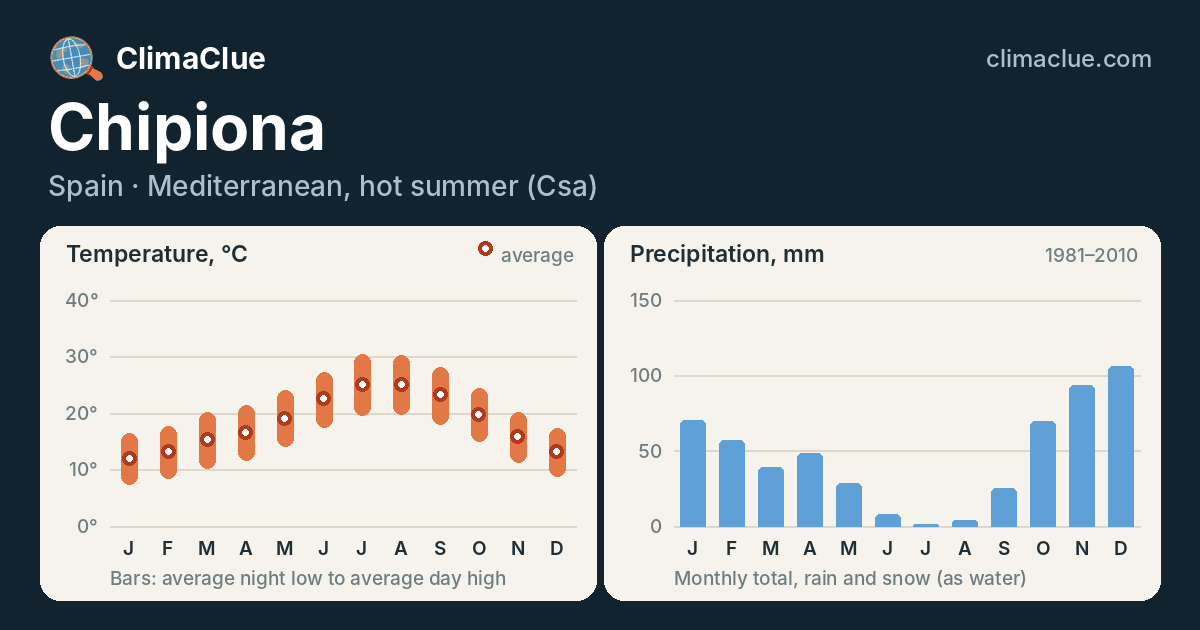 ClimaClue
climaclue.com
Chipiona
Spain · Mediterranean, hot summer (Csa)
Temperature, °C
average
40°
30°
20°
10°
0°
J F M A M J J A S O N D
Bars: average night low to average day high
Precipitation, mm
1981–2010
150
100
50
0
J F M A M J J A S O N D
Monthly total, rain and snow (as water)